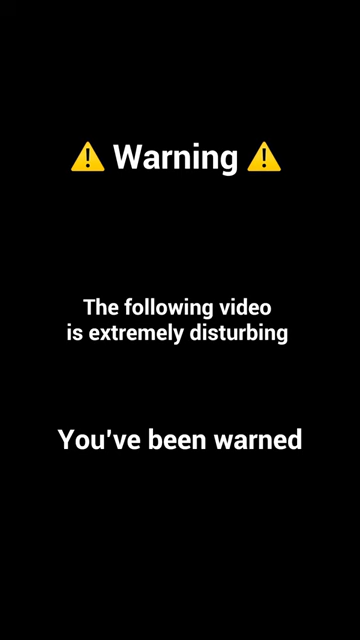 ⚠️ Warning ⚠️
The following video
is extremely disturbing
You've been warned